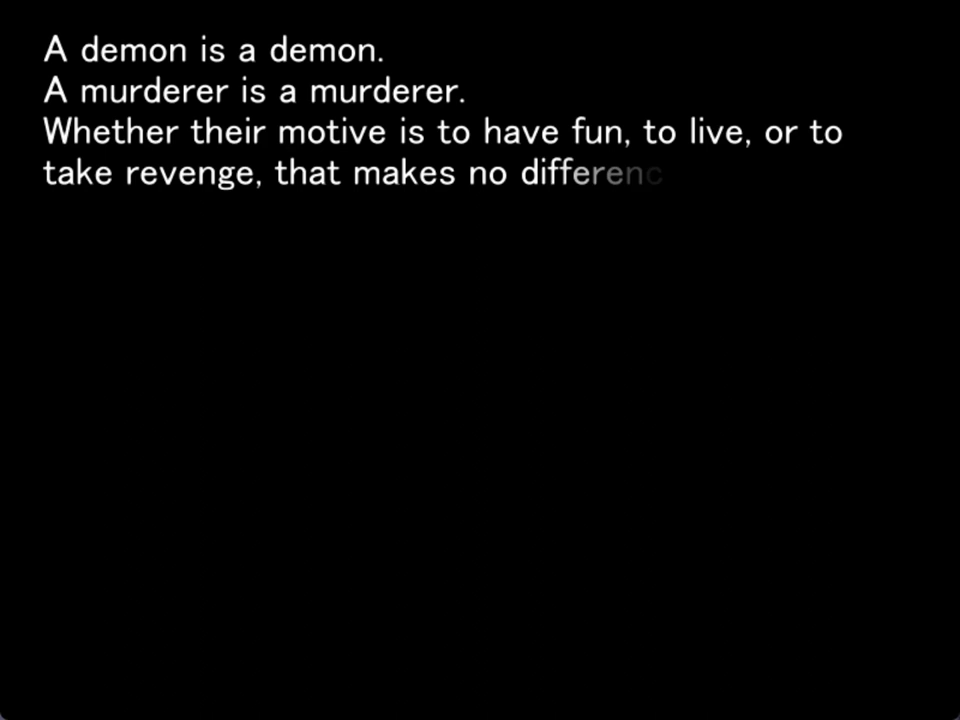 A demon is a demon.
A murderer is a murderer.
Whether their motive is to have fun, to live, or to
take revenge, that makes no differenc